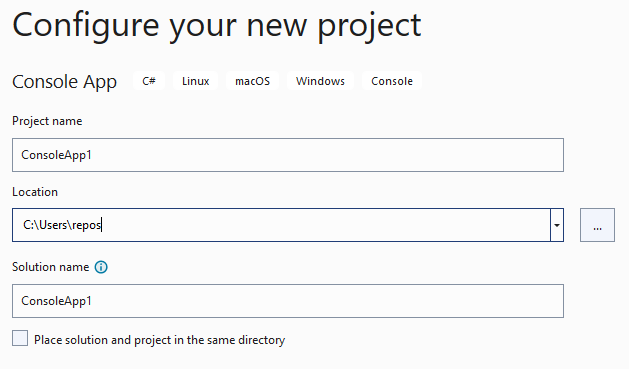 Configure your new project
Console App C# Linux macOS Windows Console
Project name
ConsoleApp1
Location
C:\Users\repos
...
Solution name
ConsoleApp1
Place solution and project in the same directory